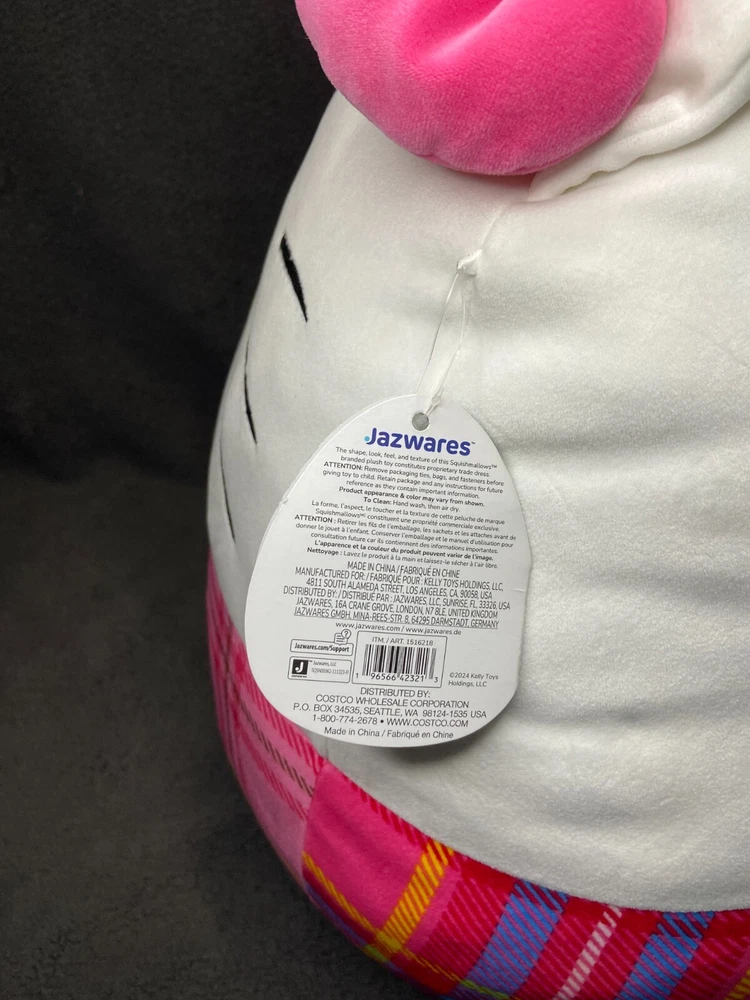 Jazwares™
The shape, look, feel, and texture of this Squishmallows™
branded plush toy constitutes proprietary trade dress.
ATTENTION: Remove packaging ties, bags, and fasteners before
giving toy to child. Retain package and any instructions for future
reference as they contain important information.
Product appearance & color may vary from shown.
To Clean: Hand wash, then air dry.
La forme, l'aspect, le toucher et la texture de cette peluche de marque
Squishmallows™ constituent une propriété commerciale exclusive.
ATTENTION : Retirer les fils de l'emballage, les sachets et les attaches avant de
donner le jouet à l'enfant. Conserver l'emballage et le manuel d'utilisation pour
consultation future car ils contiennent des informations importantes.
L'apparence et la couleur du produit peuvent varier de l'image.
Nettoyage : Lavez le produit à la main et laissez-le sécher à l'air libre.
MADE IN CHINA / FABRIQUÉ EN CHINE
MANUFACTURED FOR: / FABRIQUÉ POUR : KELLY TOYS HOLDINGS, LLC,
4811 SOUTH ALAMEDA STREET, LOS ANGELES, CA. 90058, USA
DISTRIBUTED BY: / DISTRIBUÉ PAR : JAZWARES, LLC, SUNRISE, FL. 33326, USA
JAZWARES, 16A CRANE GROVE, LONDON, N7 8LE, UNITED KINGDOM
JAZWARES GMBH, MINA-REES-STR. 8, 64295 DARMSTADT, GERMANY
www.jazwares.com / www.jazwares.de
Jazwares.com/Support
Jazwares, LLC
ITM. / ART. 1516218
1 96566 42321 3
©2024 Kelly Toys
Holdings, LLC
DISTRIBUTED BY:
COSTCO WHOLESALE CORPORATION
P.O. BOX 34535, SEATTLE, WA 98124-1535 USA
1-800-774-2678 • WWW.COSTCO.COM
Made in China / Fabriqué en Chine